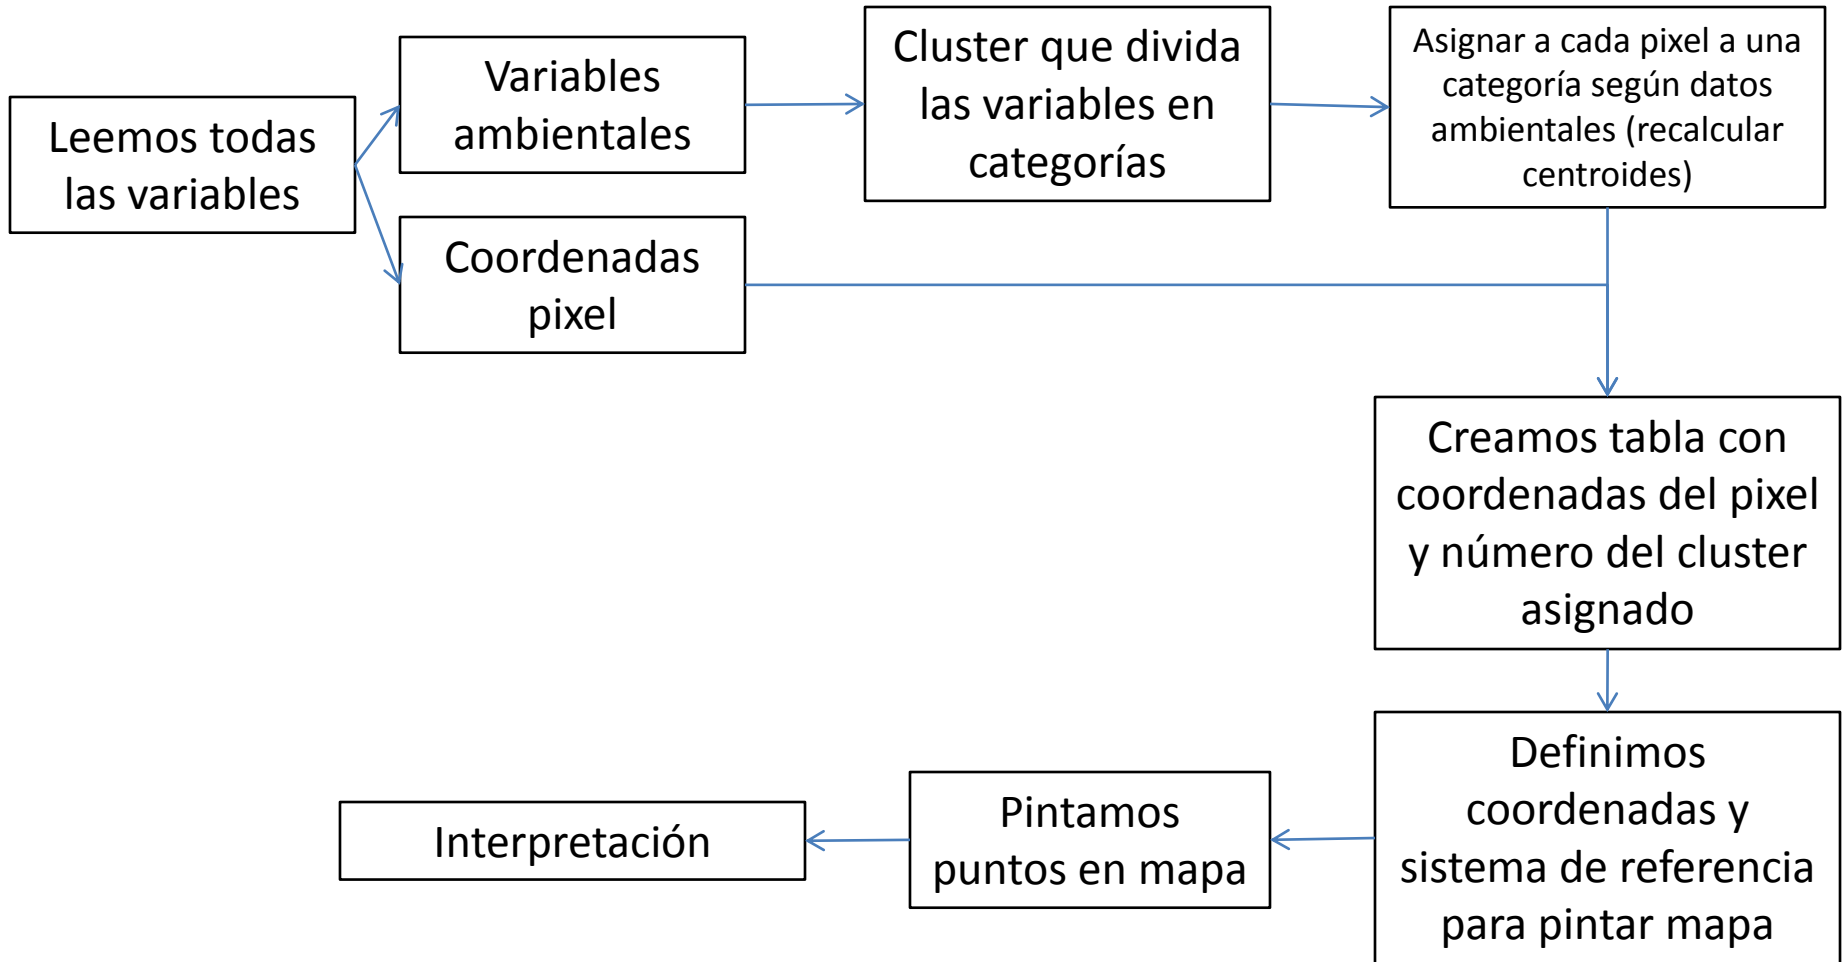 Leemos todas
las variables
Variables
ambientales
Coordenadas
pixel
Cluster que divida
las variables en
categorías
Asignar a cada pixel a una
categoría según datos
ambientales (recalcular
centroides)
Creamos tabla con
coordenadas del pixel
y número del cluster
asignado
Definimos
coordenadas y
sistema de referencia
para pintar mapa
Pintamos
puntos en mapa
Interpretación